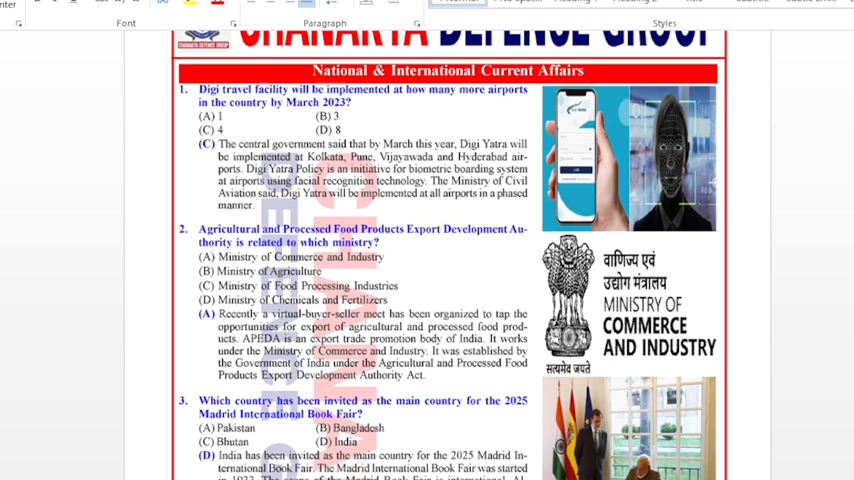 Font
Paragraph
Styles
CHANAKYA DEFENCE GROUP
CHANAKYA DEFENCE GROUP
National & International Current Affairs
1. Digi travel facility will be implemented at how many more airports
in the country by March 2023?
(A) 1 (B) 3
(C) 4 (D) 8
(C) The central government said that by March this year, Digi Yatra will
be implemented at Kolkata, Pune, Vijayawada and Hyderabad air-
ports. Digi Yatra Policy is an initiative for biometric boarding system
at airports using facial recognition technology. The Ministry of Civil
Aviation said, Digi Yatra will be implemented at all airports in a phased
manner.
2. Agricultural and Processed Food Products Export Development Au-
thority is related to which ministry?
(A) Ministry of Commerce and Industry
(B) Ministry of Agriculture
(C) Ministry of Food Processing Industries
(D) Ministry of Chemicals and Fertilizers
(A) Recently a virtual-buyer-seller meet has been organized to tap the
opportunities for export of agricultural and processed food prod-
ucts. APEDA is an export trade promotion body of India. It works
under the Ministry of Commerce and Industry. It was established by
the Government of India under the Agricultural and Processed Food
Products Export Development Authority Act.
वाणिज्य एवं
उद्योग मंत्रालय
MINISTRY OF
COMMERCE
AND INDUSTRY
सत्यमेव जयते
3. Which country has been invited as the main country for the 2025
Madrid International Book Fair?
(A) Pakistan (B) Bangladesh
(C) Bhutan (D) India
(D) India has been invited as the main country for the 2025 Madrid In-
ternational Book Fair. The Madrid International Book Fair was started